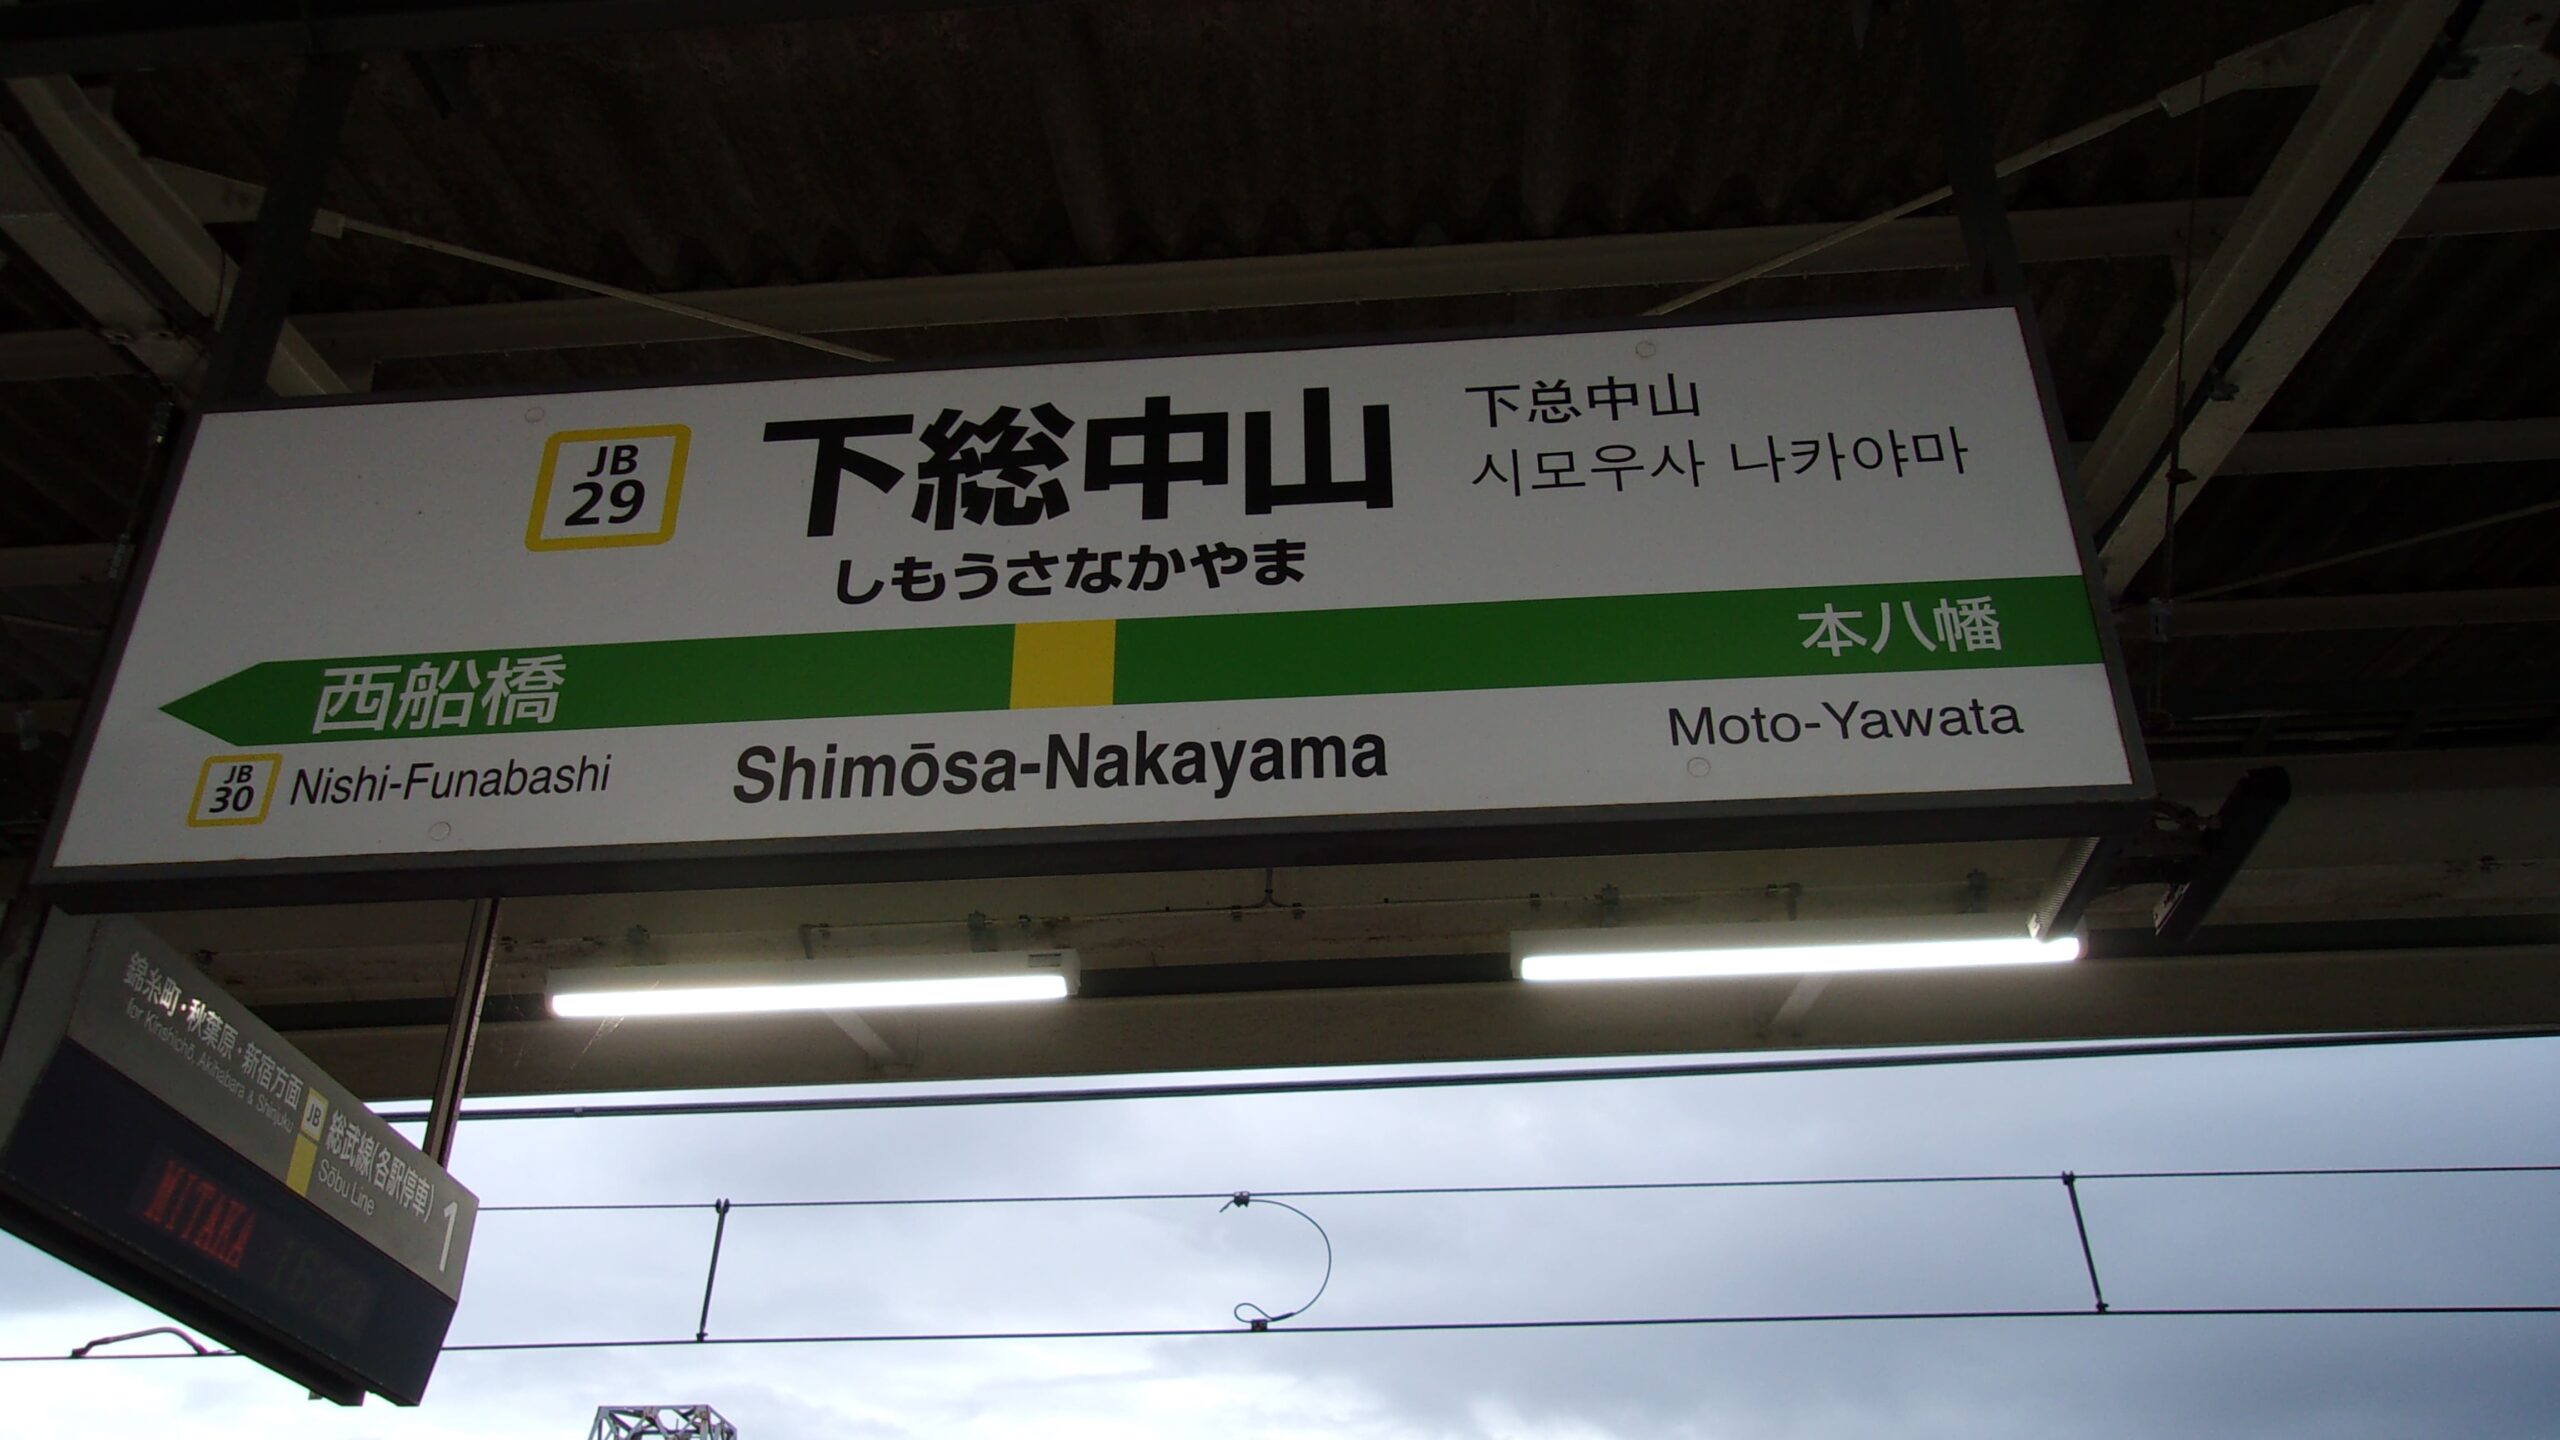 JB
29
下総中山
しもうさなかやま
下总中山
시모우사 나카야마
西船橋
本八幡
JB
30
Nishi-Funabashi
Shimōsa-Nakayama
Moto-Yawata
錦糸町・秋葉原・新宿方面
for Kinshichō, Akihabara & Shinjuku
JB
総武線(各駅停車)
Sōbu Line
1
MITAKA